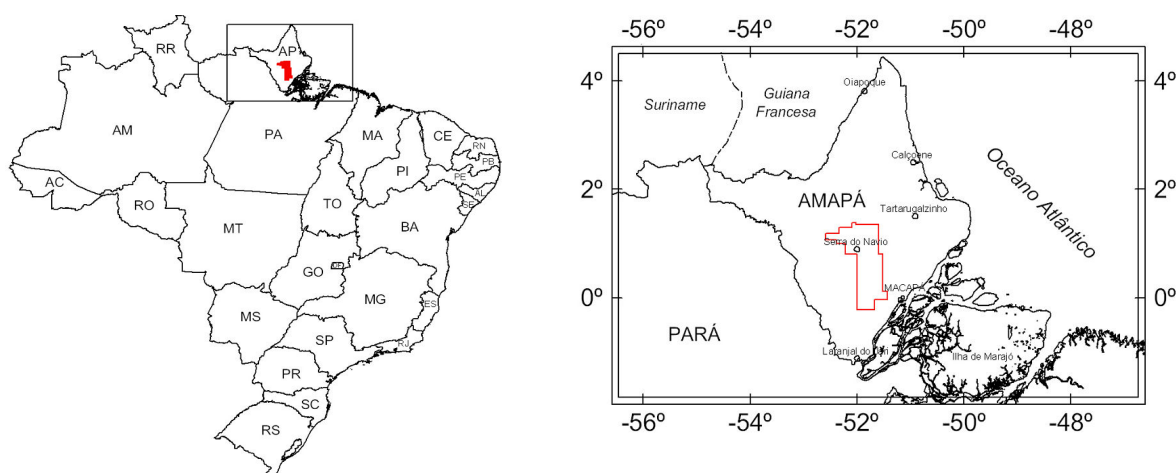 RR
AP
AM
PA
MA
CE
RN
PB
PI
PE
AL
SE
AC
RO
TO
MT
BA
GO
DF
MG
ES
MS
SP
RJ
PR
SC
RS
-56º
-54º
-52º
-50º
-48º
4º
2º
0º
Suriname
Guiana
Francesa
Oiapoque
Calçoene
Oceano Atlântico
AMAPÁ
Tartarugalzinho
Serra do Navio
MACAPÁ
PARÁ
Laranjal do Jari
Ilha de Marajó
-56º
-54º
-52º
-50º
-48º